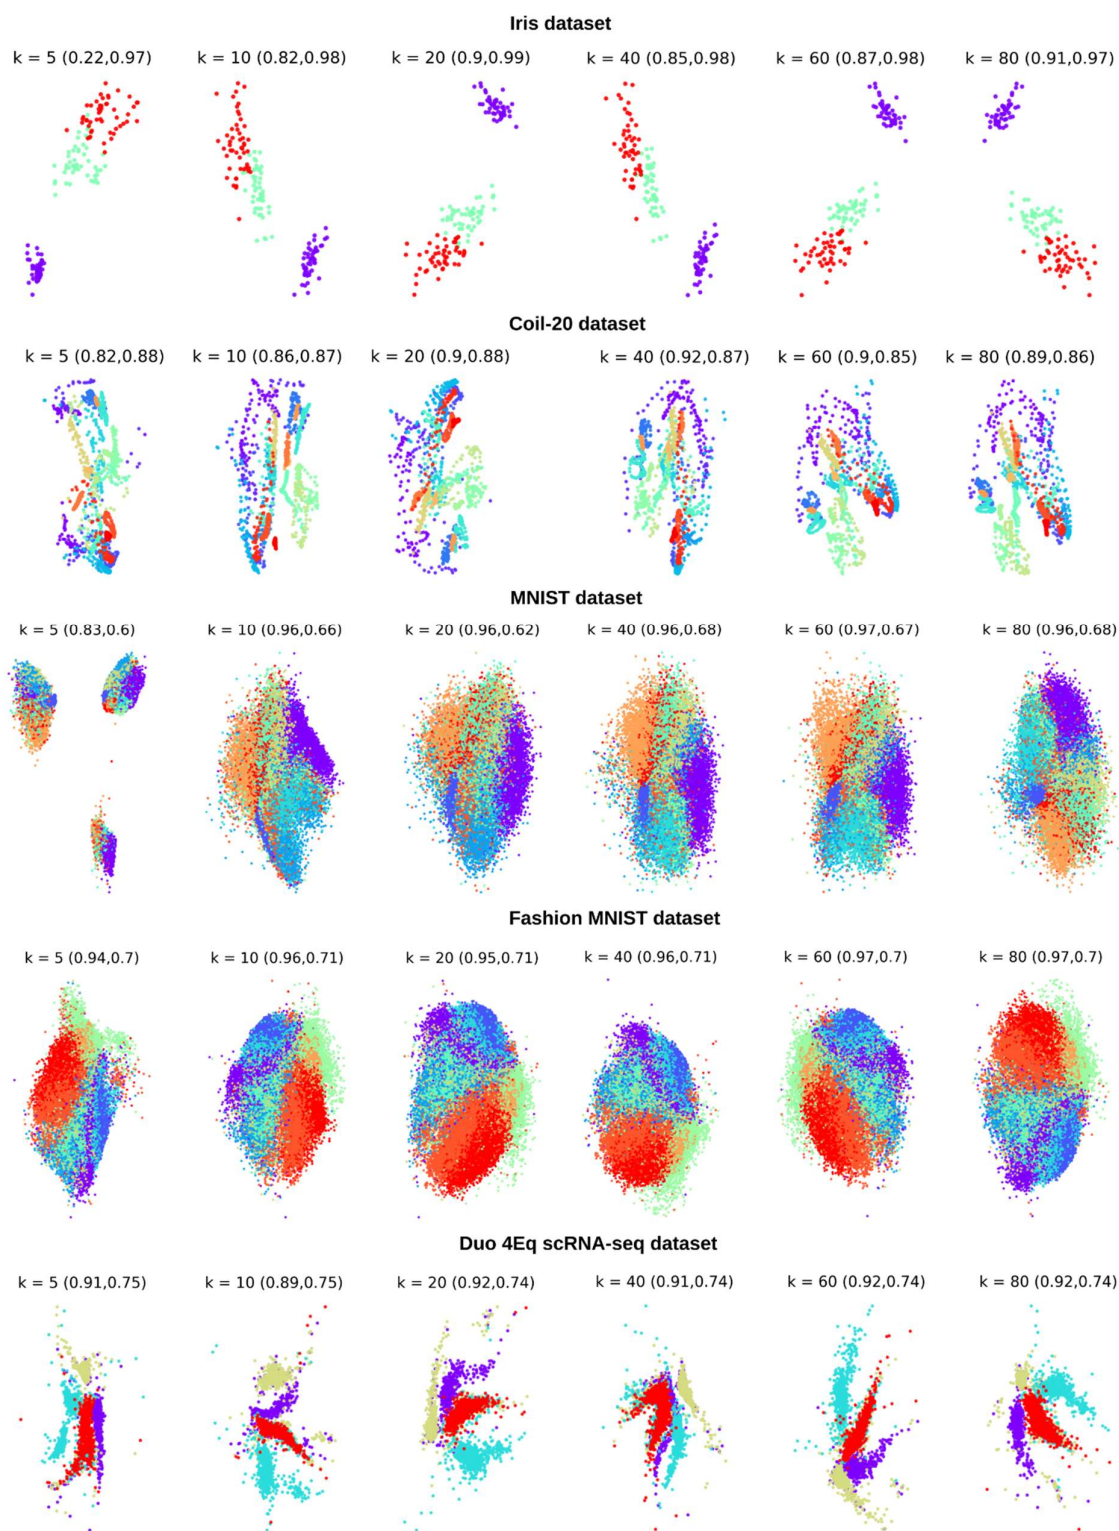 Iris dataset
k = 5 (0.22,0.97) k = 10 (0.82,0.98) k = 20 (0.9,0.99) k = 40 (0.85,0.98) k = 60 (0.87,0.98) k = 80 (0.91,0.97)
Coil-20 dataset
k = 5 (0.82,0.88) k = 10 (0.86,0.87) k = 20 (0.9,0.88) k = 40 (0.92,0.87) k = 60 (0.9,0.85) k = 80 (0.89,0.86)
MNIST dataset
k = 5 (0.83,0.6) k = 10 (0.96,0.66) k = 20 (0.96,0.62) k = 40 (0.96,0.68) k = 60 (0.97,0.67) k = 80 (0.96,0.68)
Fashion MNIST dataset
k = 5 (0.94,0.7) k = 10 (0.96,0.71) k = 20 (0.95,0.71) k = 40 (0.96,0.71) k = 60 (0.97,0.7) k = 80 (0.97,0.7)
Duo 4Eq scRNA-seq dataset
k = 5 (0.91,0.75) k = 10 (0.89,0.75) k = 20 (0.92,0.74) k = 40 (0.91,0.74) k = 60 (0.92,0.74) k = 80 (0.92,0.74)